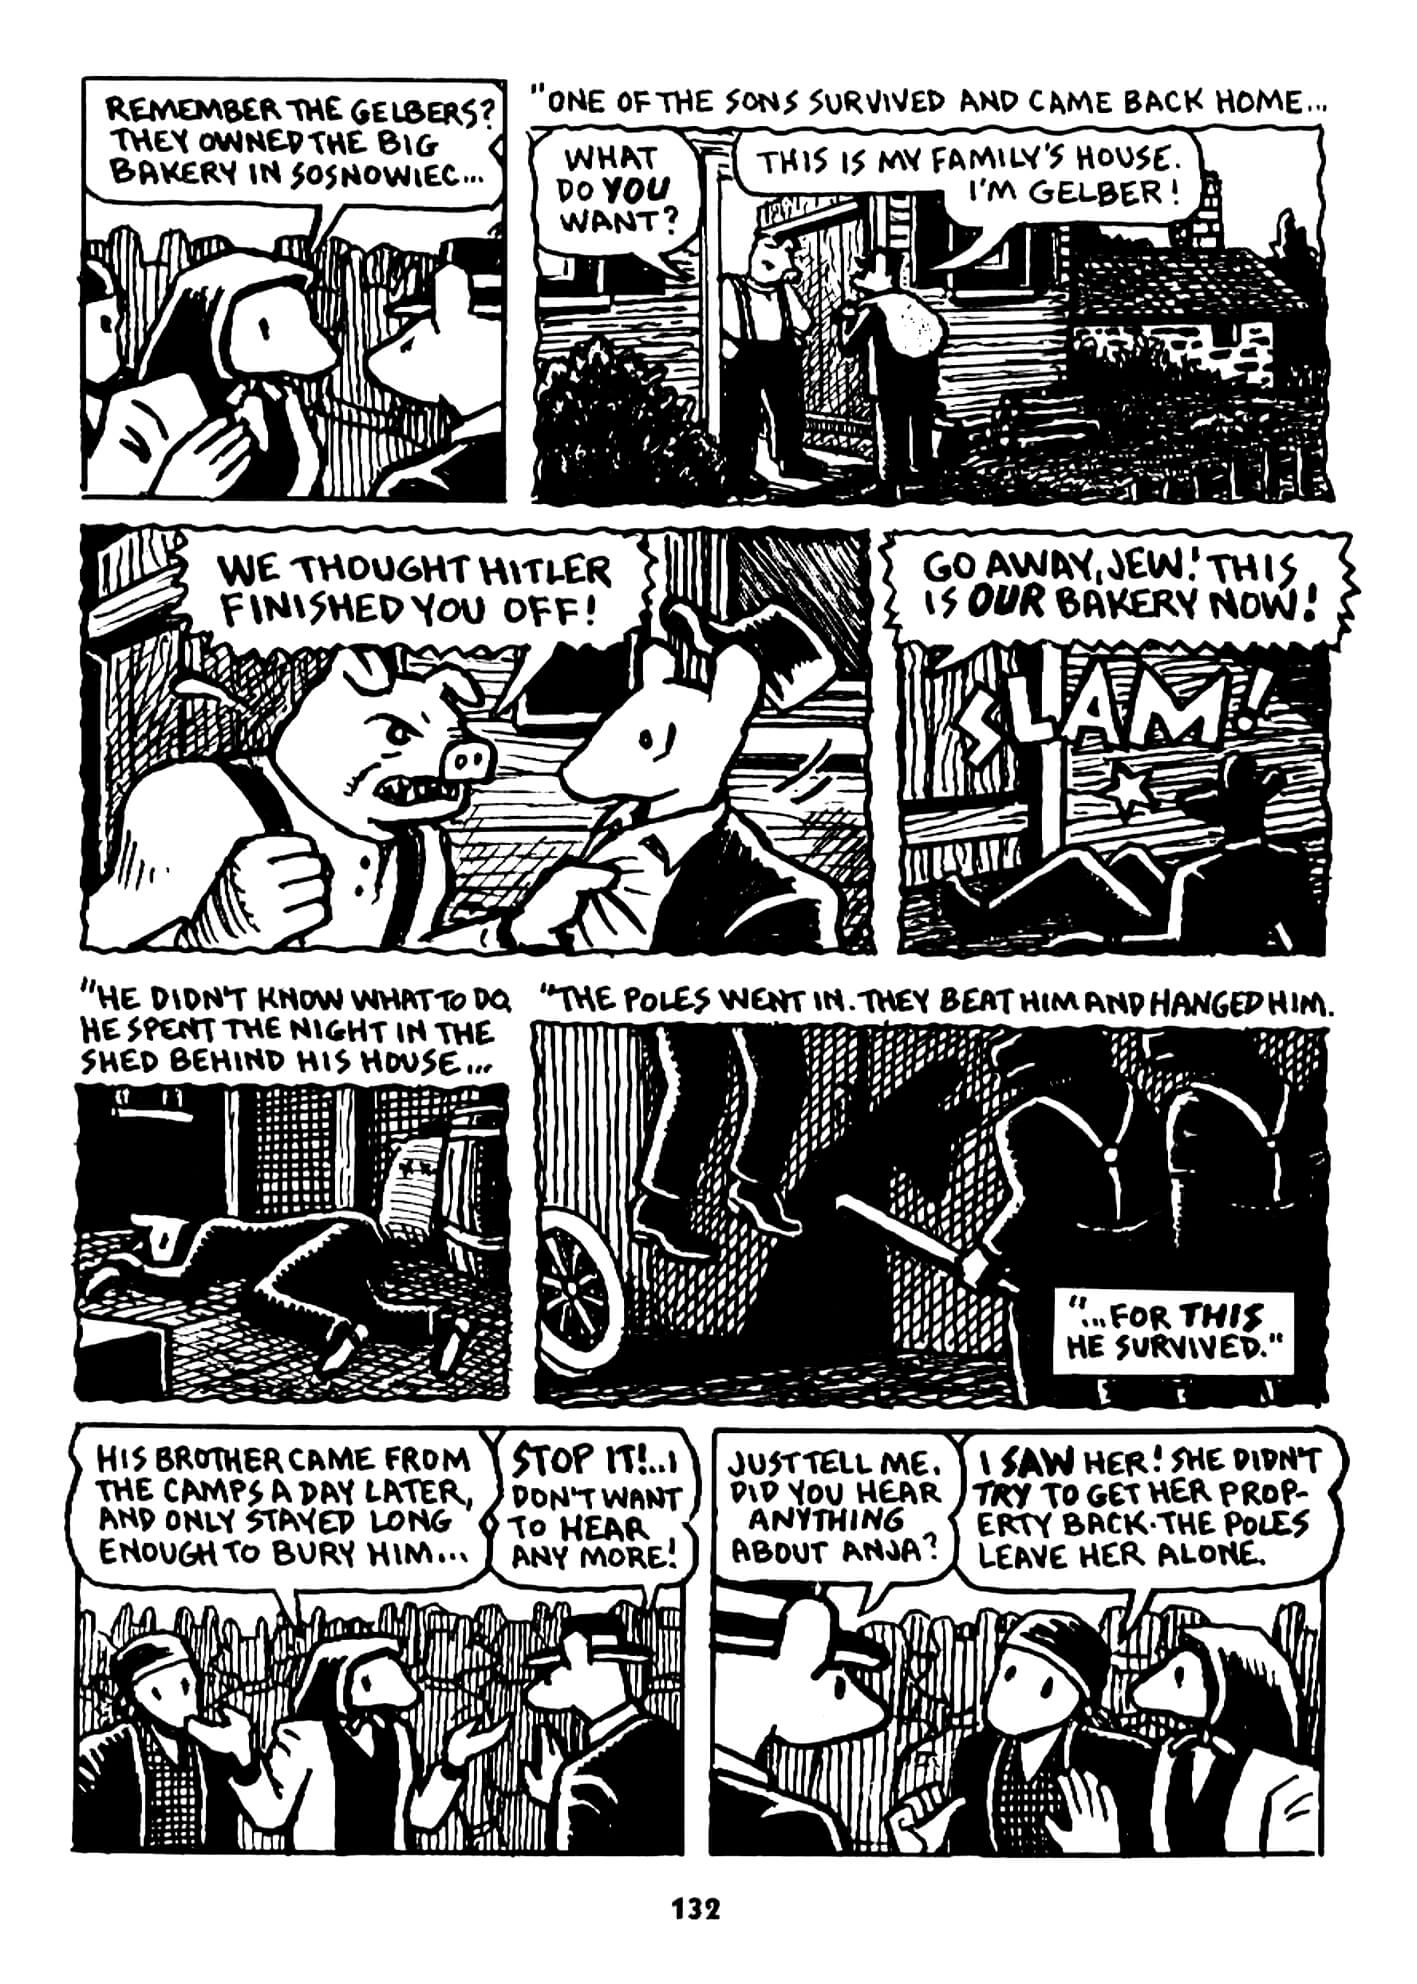 REMEMBER THE GELBERS?
THEY OWNED THE BIG
BAKERY IN SOSNOWIEC...
"ONE OF THE SONS SURVIVED AND CAME BACK HOME...
WHAT
DO YOU
WANT?
THIS IS MY FAMILY'S HOUSE.
I'M GELBER!
WE THOUGHT HITLER
FINISHED YOU OFF!
GO AWAY, JEW! THIS
IS OUR BAKERY NOW!
SLAM!
"HE DIDN'T KNOW WHAT TO DO.
HE SPENT THE NIGHT IN THE
SHED BEHIND HIS HOUSE...
"THE POLES WENT IN. THEY BEAT HIM AND HANGED HIM.
"...FOR THIS
HE SURVIVED."
HIS BROTHER CAME FROM
THE CAMPS A DAY LATER,
AND ONLY STAYED LONG
ENOUGH TO BURY HIM...
STOP IT!..I
DON'T WANT
TO HEAR
ANY MORE!
JUST TELL ME.
DID YOU HEAR
ANYTHING
ABOUT ANJA?
I SAW HER! SHE DIDN'T
TRY TO GET HER PROP-
ERTY BACK. THE POLES
LEAVE HER ALONE.
132